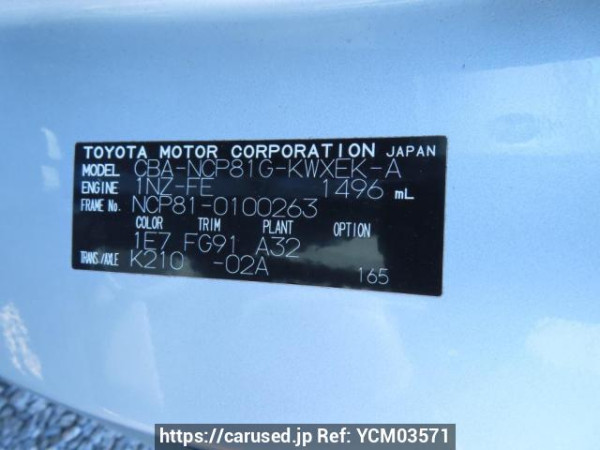 TOYOTA MOTOR CORPORATION JAPAN
MODEL CBA-NCP81G-KWXEK-A
ENGINE 1NZ-FE 1496 mL
FRAME No. NCP81-0100263
COLOR TRIM PLANT OPTION
1E7 FG91 A32
TRANS/AXLE K210 -02A 165
https://carused.jp Ref: YCM03571